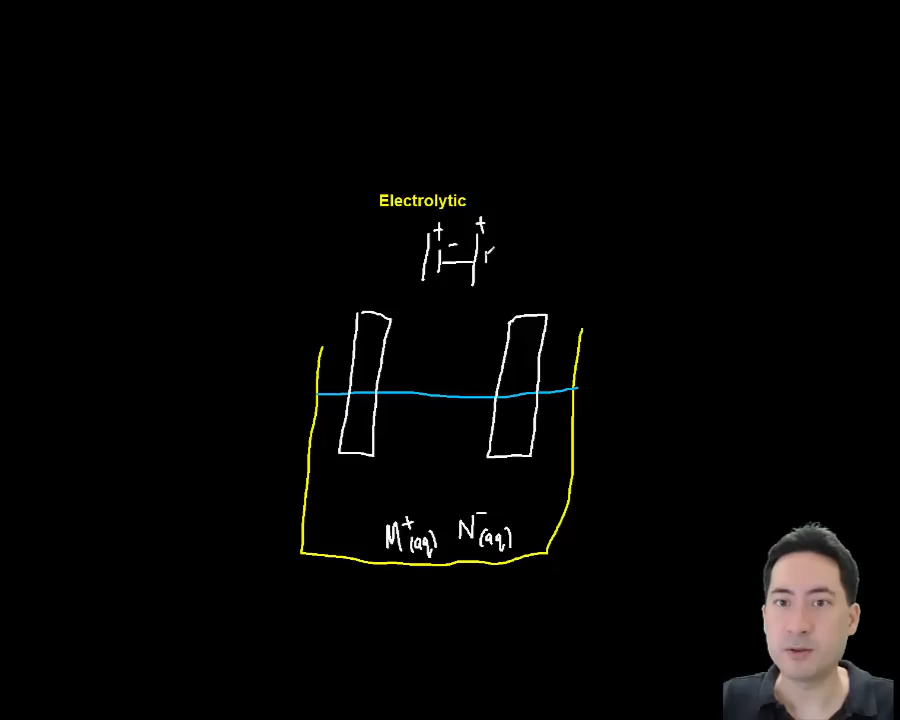 Electrolytic
+ - +
M⁺(aq) N⁻(aq)